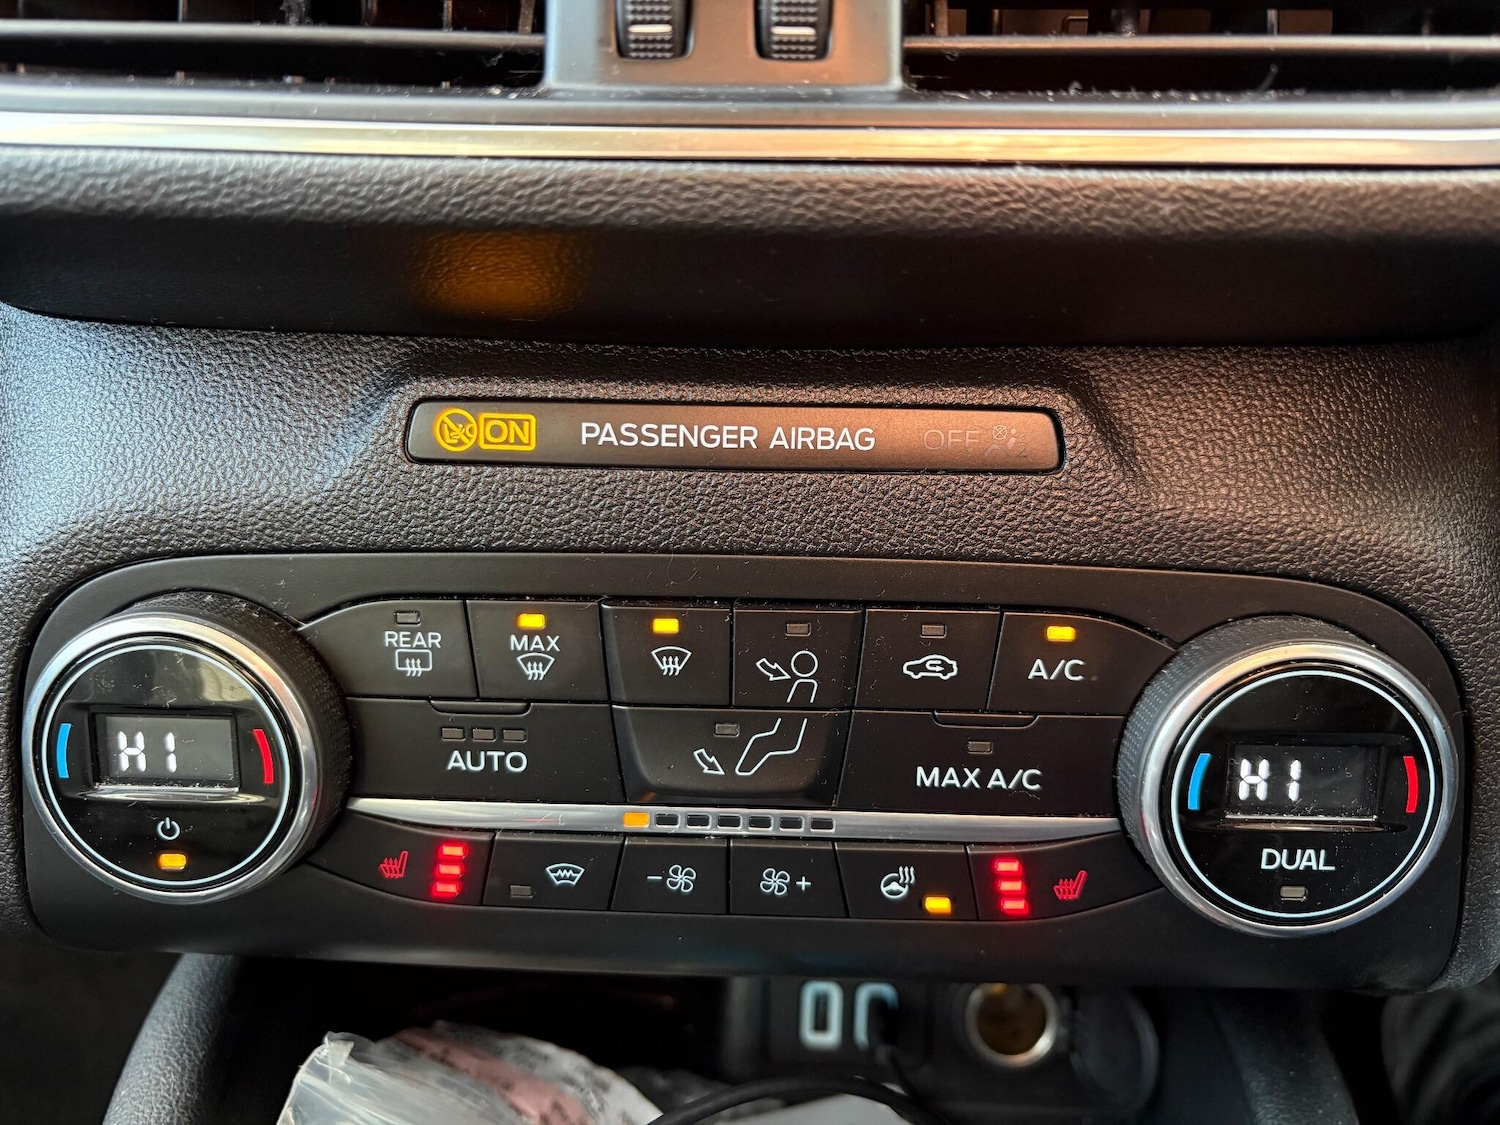 ON PASSENGER AIRBAG OFF
REAR
MAX
A/C
HI
AUTO
MAX A/C
HI
DUAL
- +